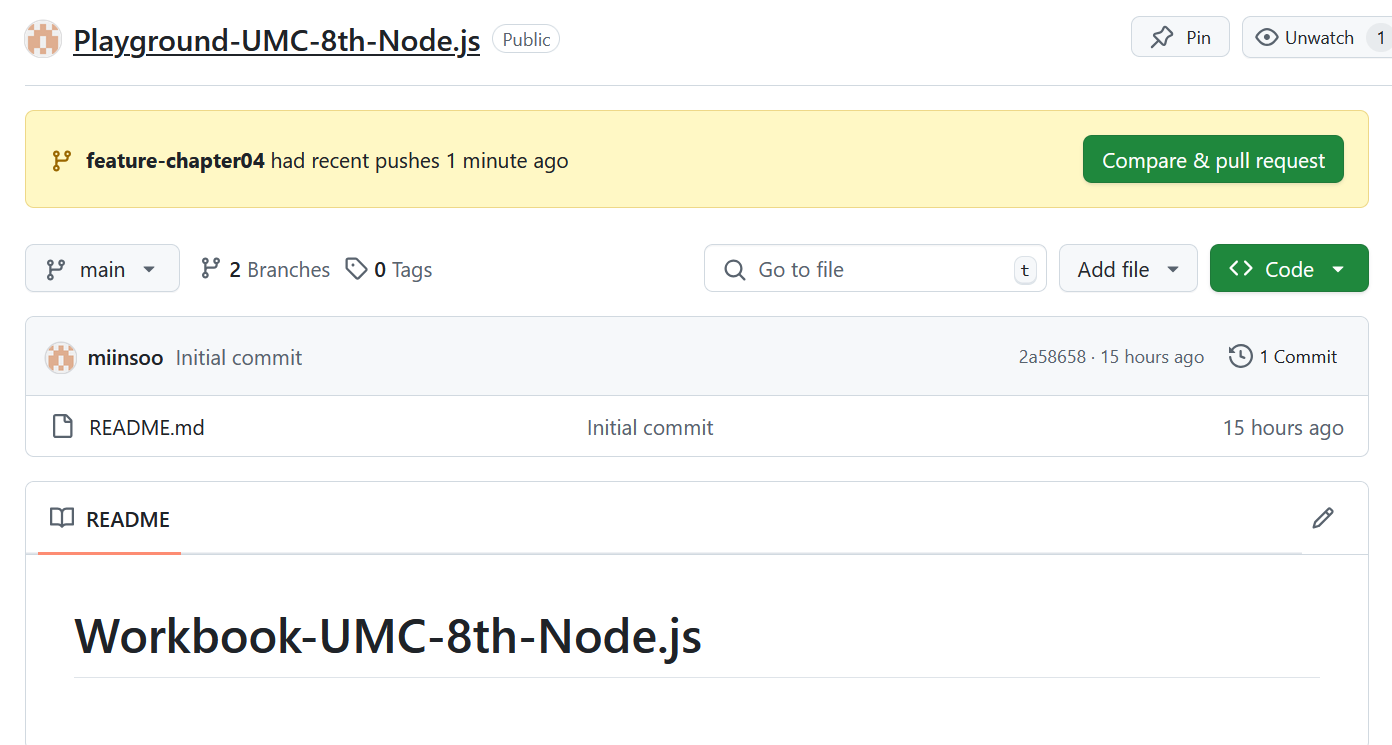 Playground-UMC-8th-Node.js Public Pin Unwatch 1
feature-chapter04 had recent pushes 1 minute ago Compare & pull request
main 2 Branches 0 Tags Go to file t Add file Code
miinsoo Initial commit 2a58658 · 15 hours ago 1 Commit
README.md Initial commit 15 hours ago
README
Workbook-UMC-8th-Node.js